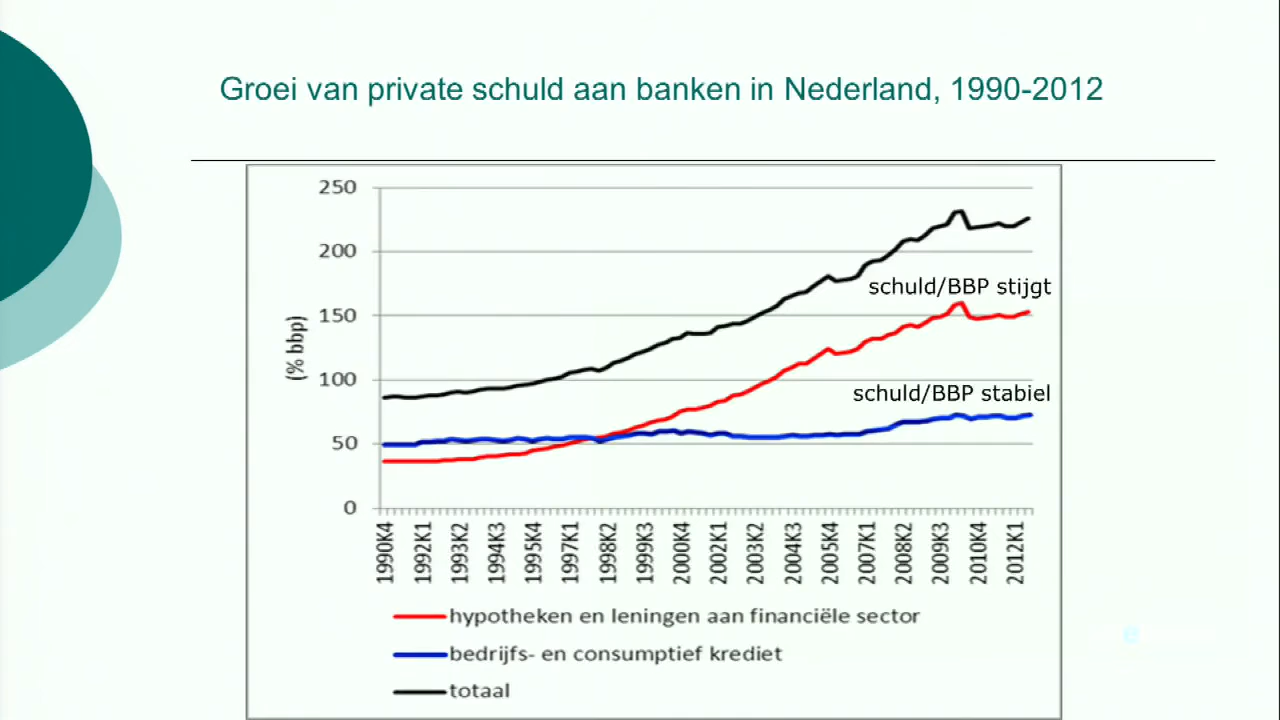 Groei van private schuld aan banken in Nederland, 1990-2012
250
200
150
100
50
0
(% bbp)
schuld/BBP stijgt
schuld/BBP stabiel
1990K4 1992K1 1993K2 1994K3 1995K4 1997K1 1998K2 1999K3 2000K4 2002K1 2003K2 2004K3 2005K4 2007K1 2008K2 2009K3 2010K4 2012K1
hypotheken en leningen aan financiële sector
bedrijfs- en consumptief krediet
totaal